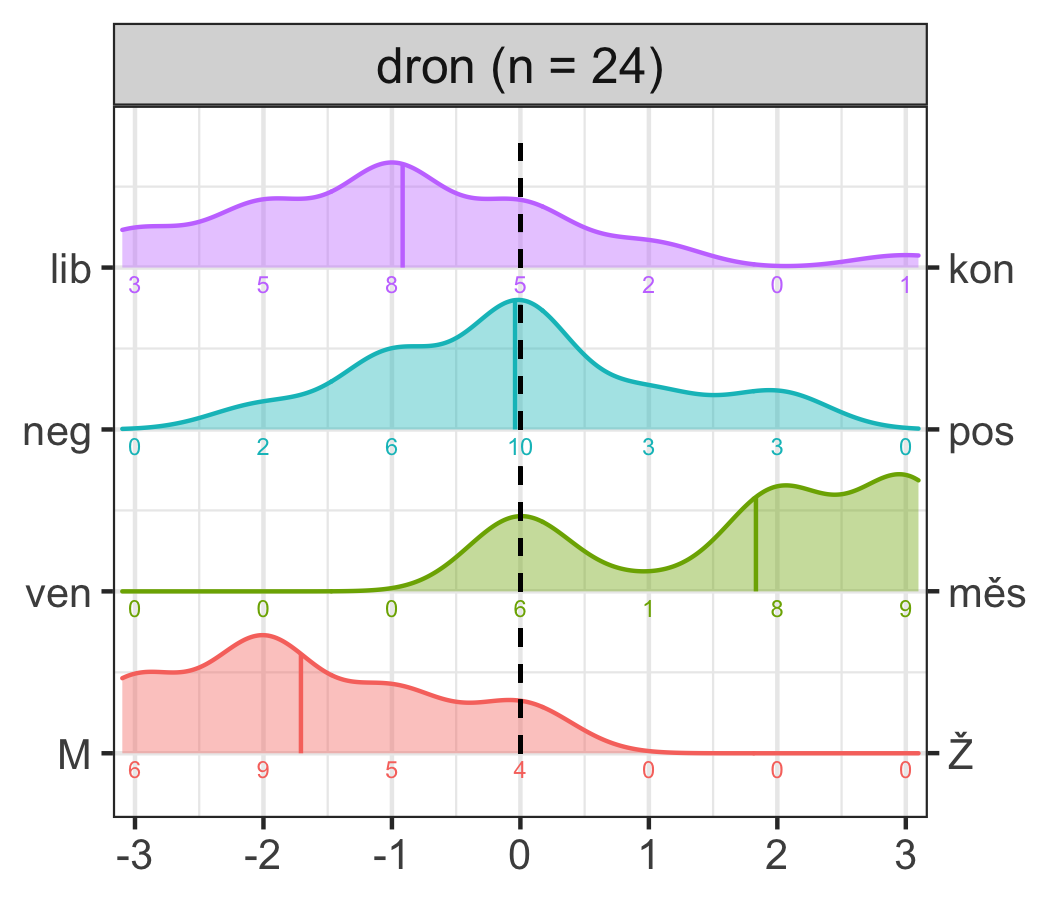 dron (n = 24)
lib kon
3 5 8 5 2 0 1
neg pos
0 2 6 10 3 3 0
ven měs
0 0 0 6 1 8 9
M Ž
6 9 5 4 0 0 0
-3 -2 -1 0 1 2 3